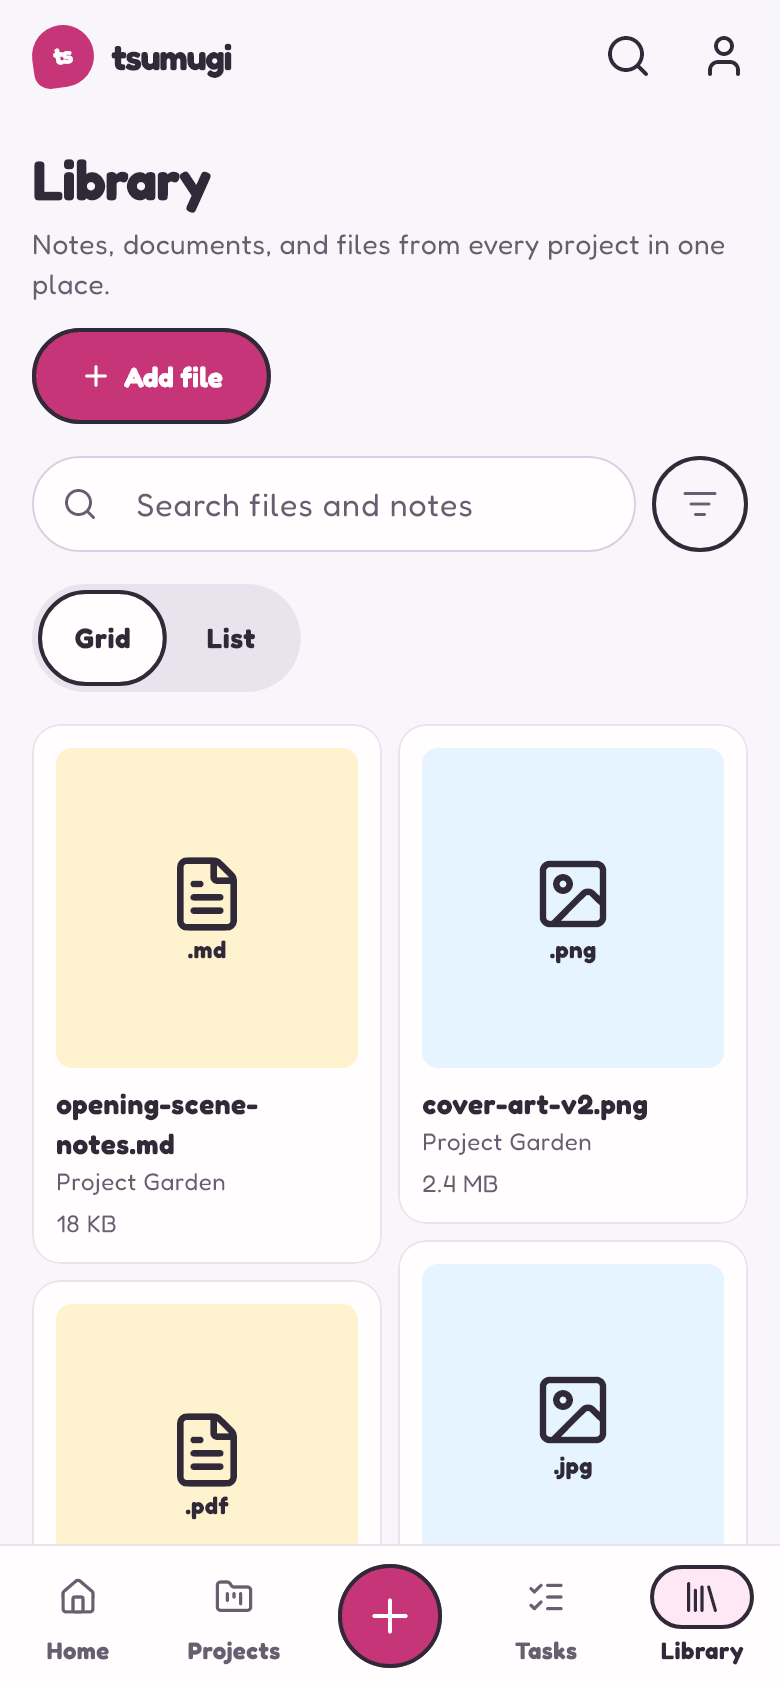 ts
tsumugi
Library
Notes, documents, and files from every project in one
place.
Add file
Search files and notes
Grid
List
.md
opening-scene-
notes.md
Project Garden
18 KB
.png
cover-art-v2.png
Project Garden
2.4 MB
.pdf
.jpg
Home
Projects
Tasks
Library